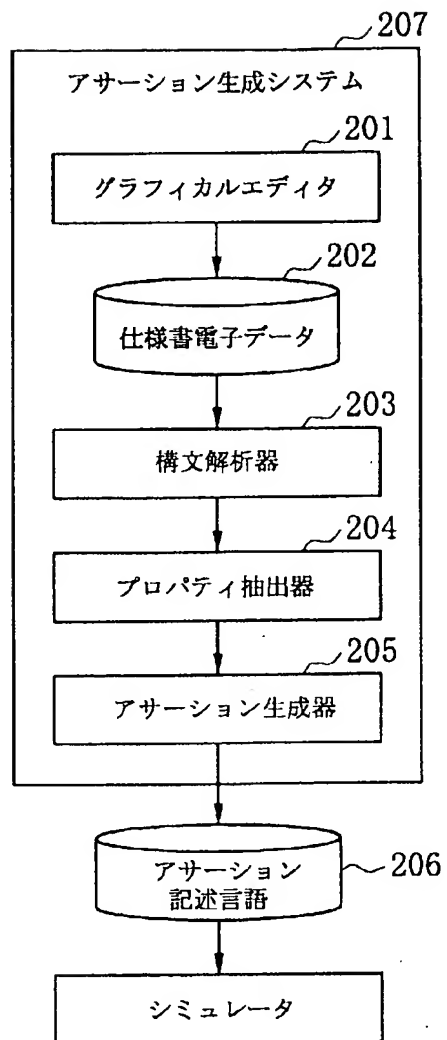 207
アサーション生成システム
201
グラフィカルエディタ
202
仕様書電子データ
203
構文解析器
204
プロパティ抽出器
205
アサーション生成器
アサーション
記述言語
206
シミュレータ